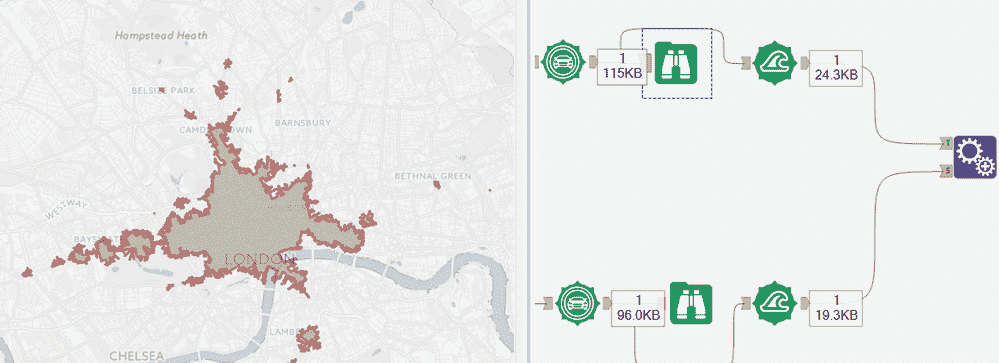 Hampstead Heath
BELSIZE PARK
CAMDEN TOWN
BARNSBURY
BETHNAL GREEN
WESTWAY
BAYSWATER
LONDON
LAMBETH
CHELSEA
1
115KB
1
24.3KB
T
S
1
96.0KB
1
19.3KB